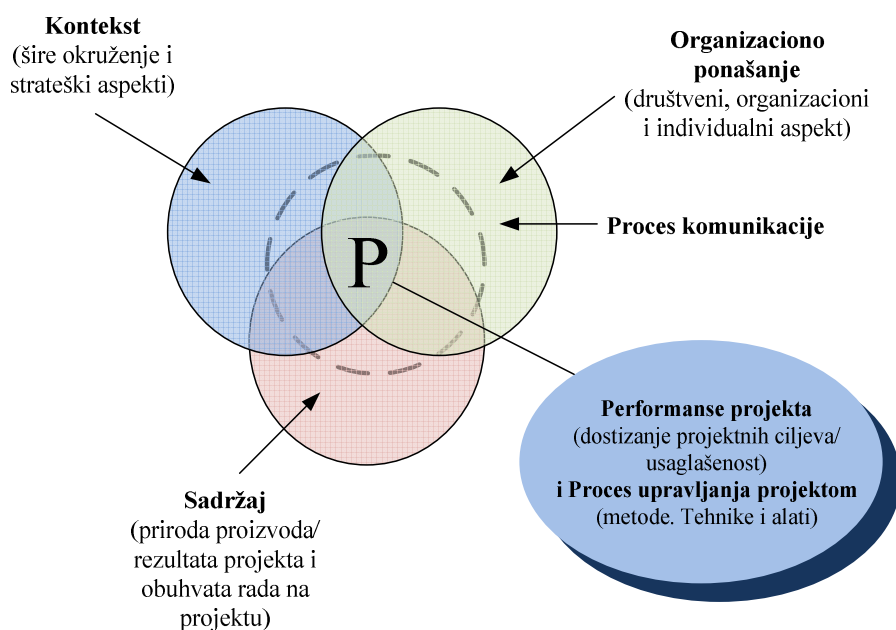 Kontekst
(šire okruženje i
strateški aspekti)
Organizaciono
ponašanje
(društveni, organizacioni
i individualni aspekt)
Proces komunikacije
P
Performanse projekta
(dostizanje projektnih ciljeva/
usaglašenost)
i Proces upravljanja projektom
(metode. Tehnike i alati)
Sadržaj
(priroda proizvoda/
rezultata projekta i
obuhvata rada na
projektu)